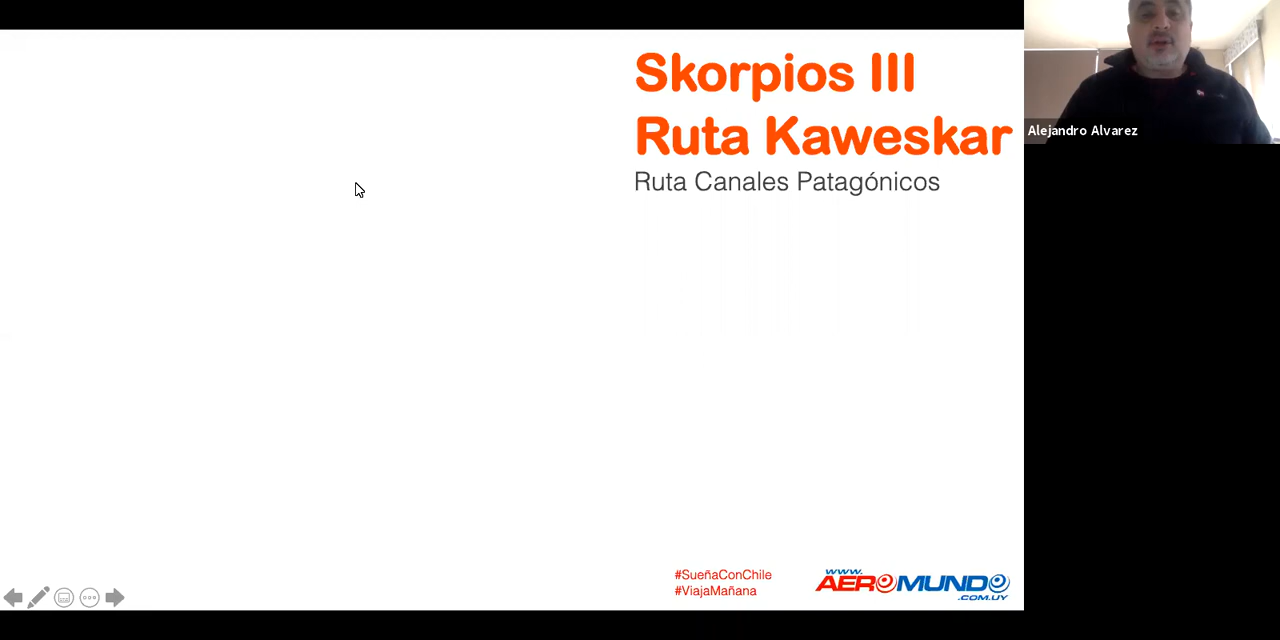 Skorpios III
Ruta Kaweskar
Ruta Canales Patagónicos
Alejandro Alvarez
#SueñaConChile
#ViajaMañana
www.
AEROMUNDO
.COM.UY